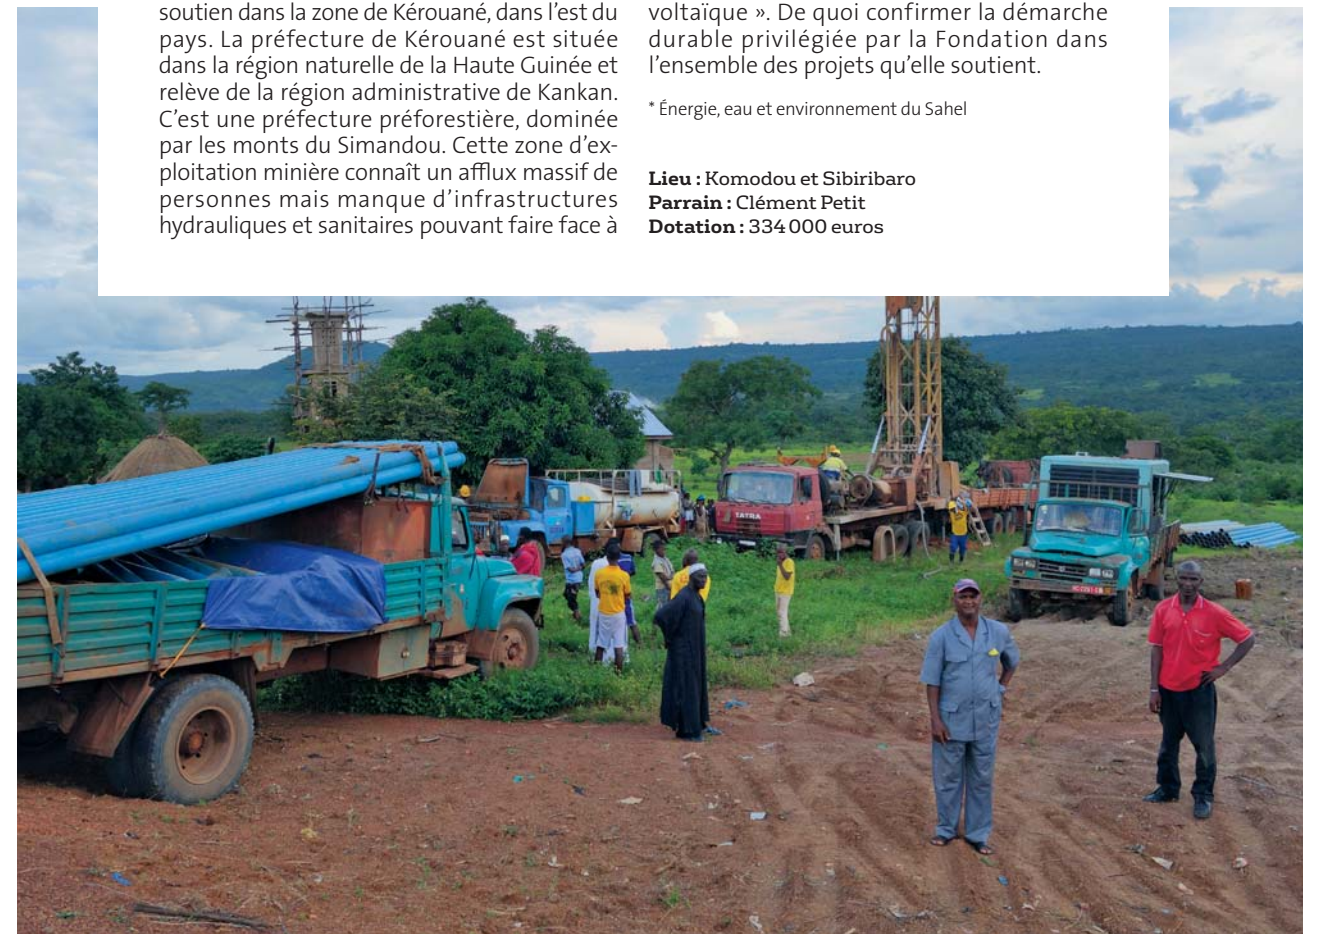 soutien dans la zone de Kérouané, dans l'est du
pays. La préfecture de Kérouané est située
dans la région naturelle de la Haute Guinée et
relève de la région administrative de Kankan.
C'est une préfecture préforestière, dominée
par les monts du Simandou. Cette zone d'ex-
ploitation minière connaît un afflux massif de
personnes mais manque d'infrastructures
hydrauliques et sanitaires pouvant faire face à
voltaïque ». De quoi confirmer la démarche
durable privilégiée par la Fondation dans
l'ensemble des projets qu'elle soutient.
* Énergie, eau et environnement du Sahel
Lieu : Komodou et Sibiribaro
Parrain : Clément Petit
Dotation : 334 000 euros
TATRA